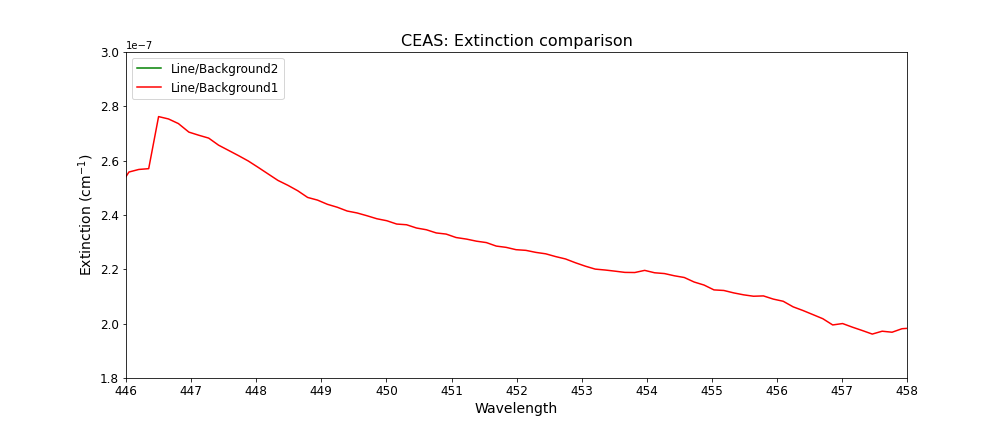 CEAS: Extinction comparison
1e−7
Line/Background2
Line/Background1
3.0
2.8
2.6
2.4
2.2
2.0
1.8
Extinction (cm⁻¹)
446 447 448 449 450 451 452 453 454 455 456 457 458
Wavelength